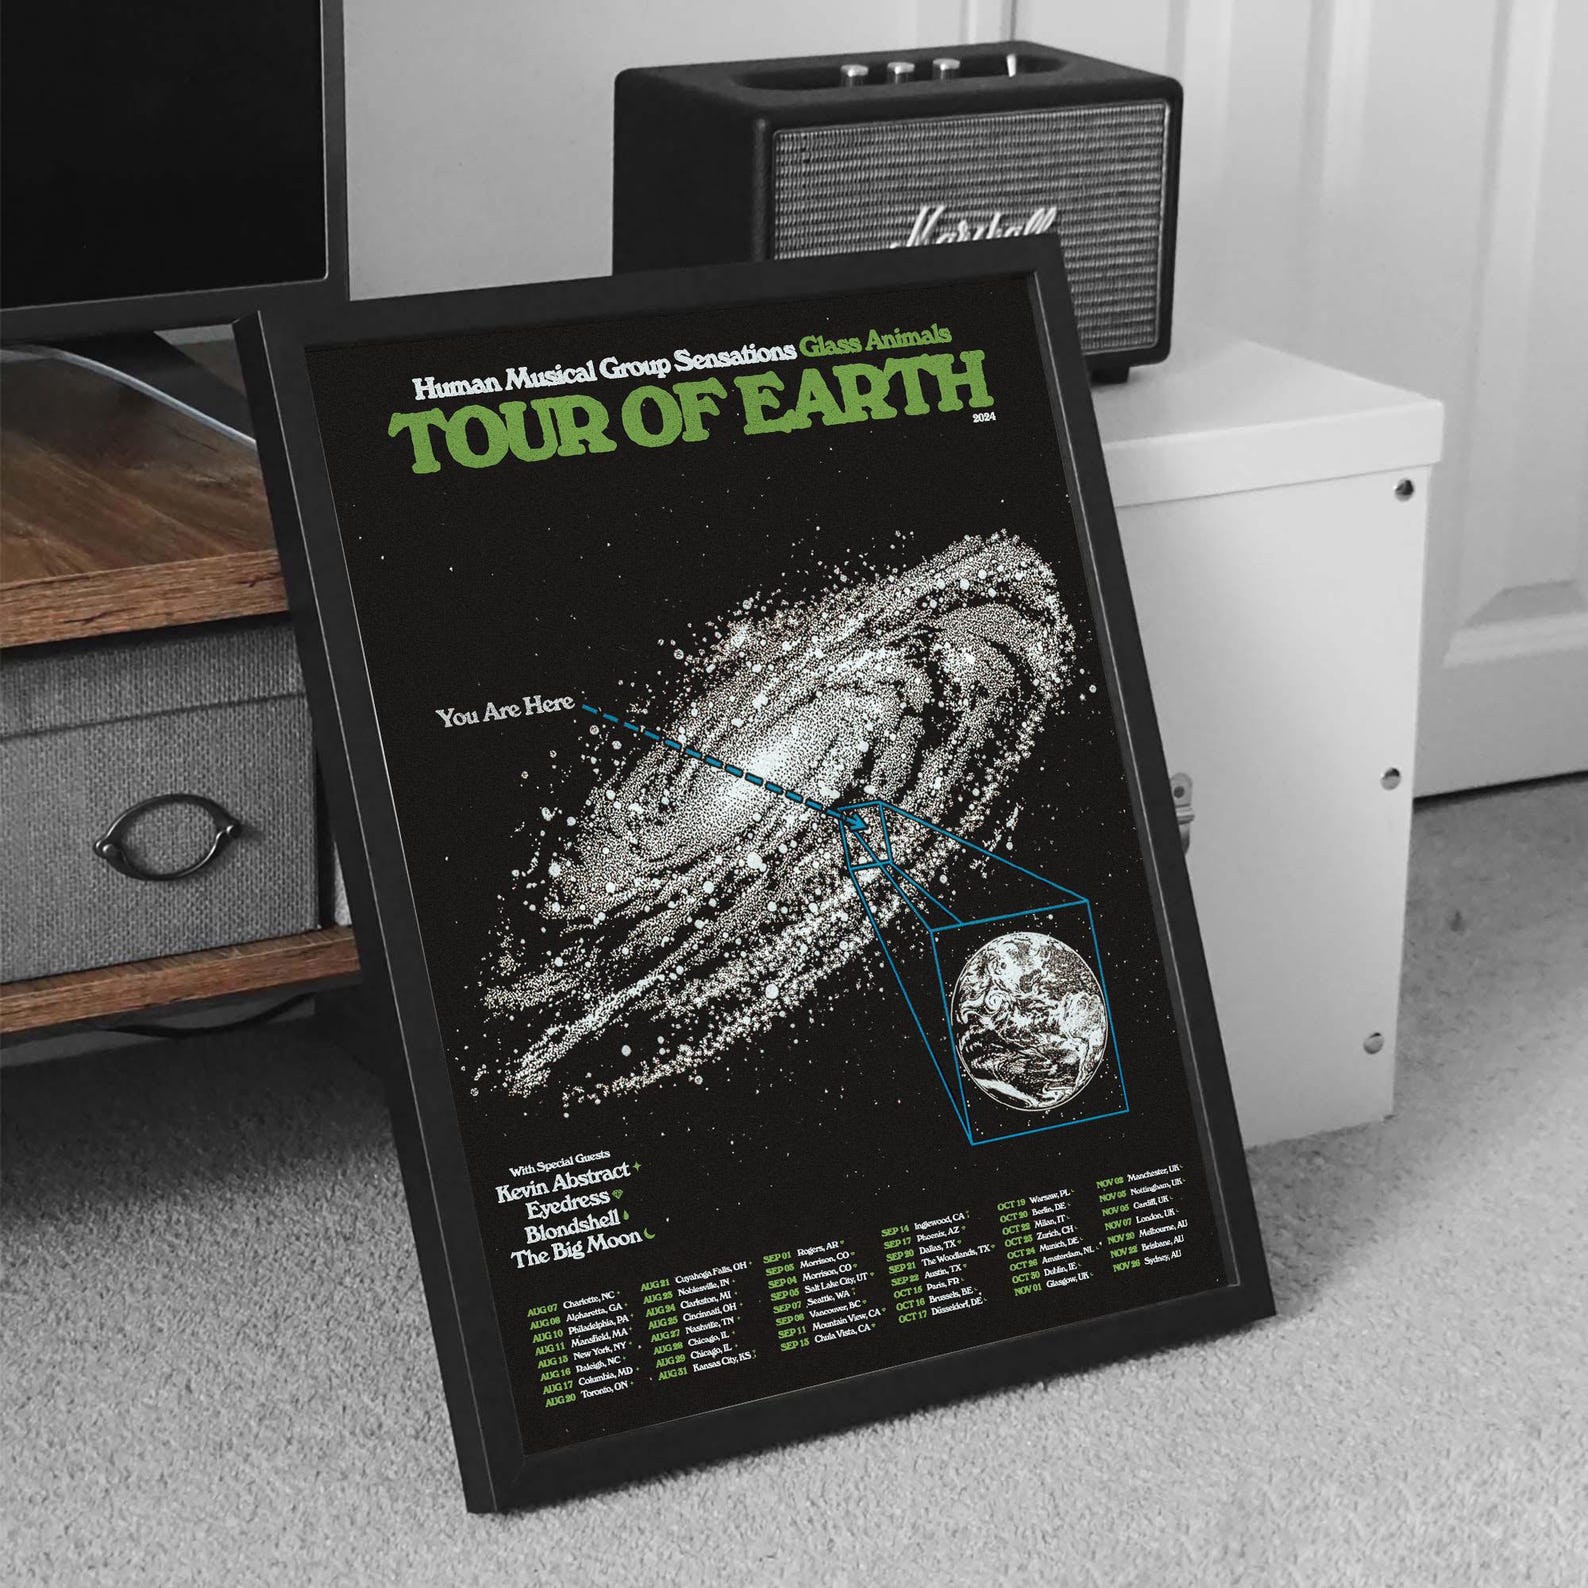 Marshall
Human Musical Group Sensations Glass Animals
TOUR OF EARTH
2024
You Are Here
With Special Guests
Kevin Abstract
Eyedress
Blondshell
The Big Moon
AUG 07 Charlotte, NC
AUG 08 Alpharetta, GA
AUG 10 Philadelphia, PA
AUG 11 Mansfield, MA
AUG 13 New York, NY
AUG 16 Raleigh, NC
AUG 17 Columbia, MD
AUG 20 Toronto, ON
AUG 21 Cuyahoga Falls, OH
AUG 23 Noblesville, IN
AUG 24 Clarkston, MI
AUG 25 Cincinnati, OH
AUG 27 Nashville, TN
AUG 28 Chicago, IL
AUG 29 Chicago, IL
AUG 31 Kansas City, KS
SEP 01 Rogers, AR
SEP 03 Morrison, CO
SEP 04 Morrison, CO
SEP 05 Salt Lake City, UT
SEP 07 Seattle, WA
SEP 08 Vancouver, BC
SEP 11 Mountain View, CA
SEP 13 Chula Vista, CA
SEP 14 Inglewood, CA
SEP 17 Phoenix, AZ
SEP 20 Dallas, TX
SEP 21 The Woodlands, TX
SEP 22 Austin, TX
OCT 15 Paris, FR
OCT 16 Brussels, BE
OCT 17 Düsseldorf, DE
OCT 19 Warsaw, PL
OCT 20 Berlin, DE
OCT 22 Milan, IT
OCT 23 Zurich, CH
OCT 24 Munich, DE
OCT 26 Amsterdam, NL
OCT 30 Dublin, IE
NOV 01 Glasgow, UK
NOV 02 Manchester, UK
NOV 03 Nottingham, UK
NOV 05 Cardiff, UK
NOV 07 London, UK
NOV 20 Melbourne, AU
NOV 22 Brisbane, AU
NOV 26 Sydney, AU